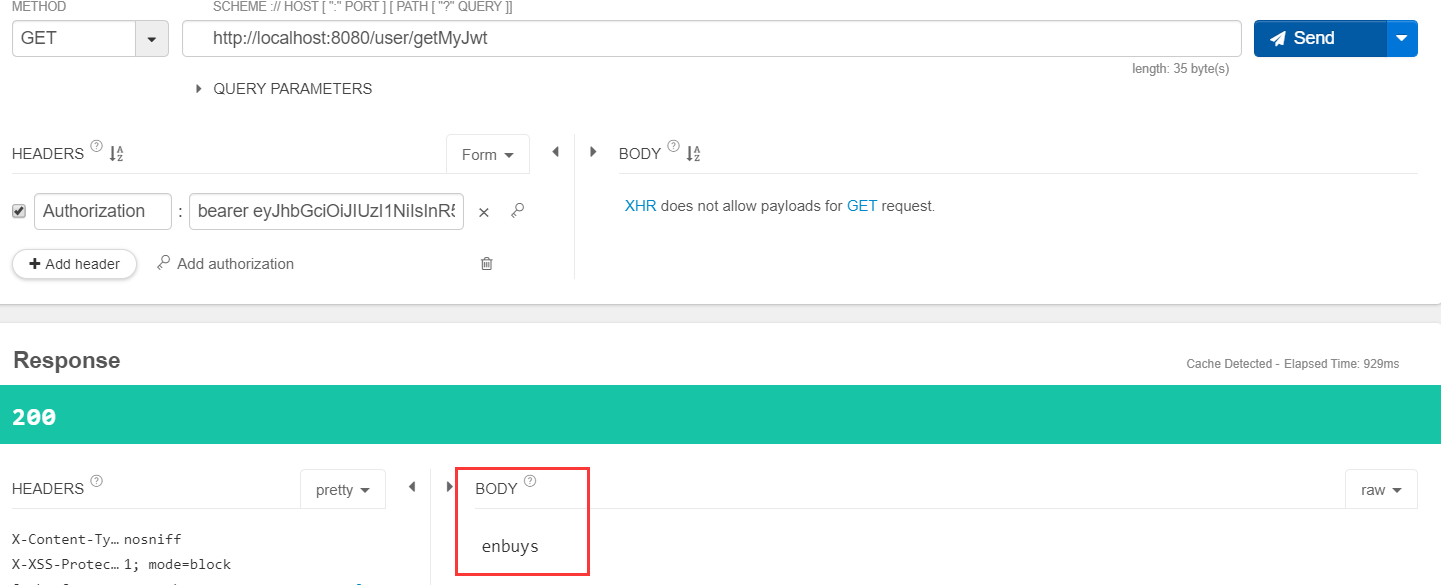 METHOD
SCHEME :// HOST [ ":" PORT ] [ PATH [ "?" QUERY ]]
GET
http://localhost:8080/user/getMyJwt
Send
length: 35 byte(s)
QUERY PARAMETERS
HEADERS ? A Z
Form
BODY ? A Z
Authorization : bearer eyJhbGciOiJIUzI1NiIsInR5 ×
XHR does not allow payloads for GET request.
+ Add header
Add authorization
Response
Cache Detected - Elapsed Time: 929ms
200
HEADERS ?
pretty
BODY ?
raw
X-Content-Ty… nosniff
X-XSS-Protec… 1; mode=block
enbuys